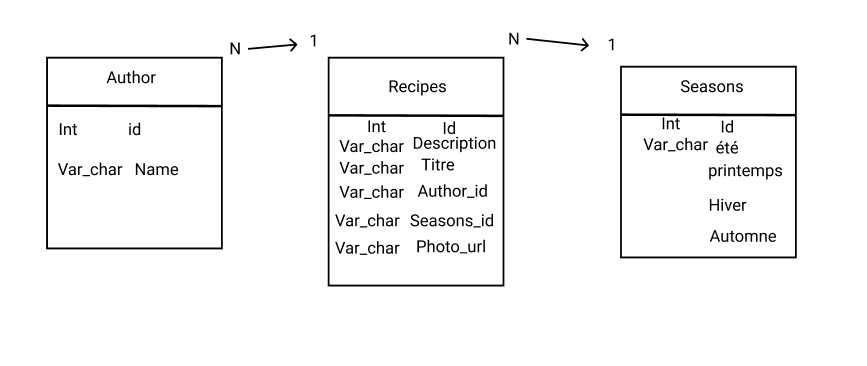 N 1
N 1
Author
Int id
Var_char Name
Recipes
Int Id
Var_char Description
Var_char Titre
Var_char Author_id
Var_char Seasons_id
Var_char Photo_url
Seasons
Int Id
Var_char été
printemps
Hiver
Automne